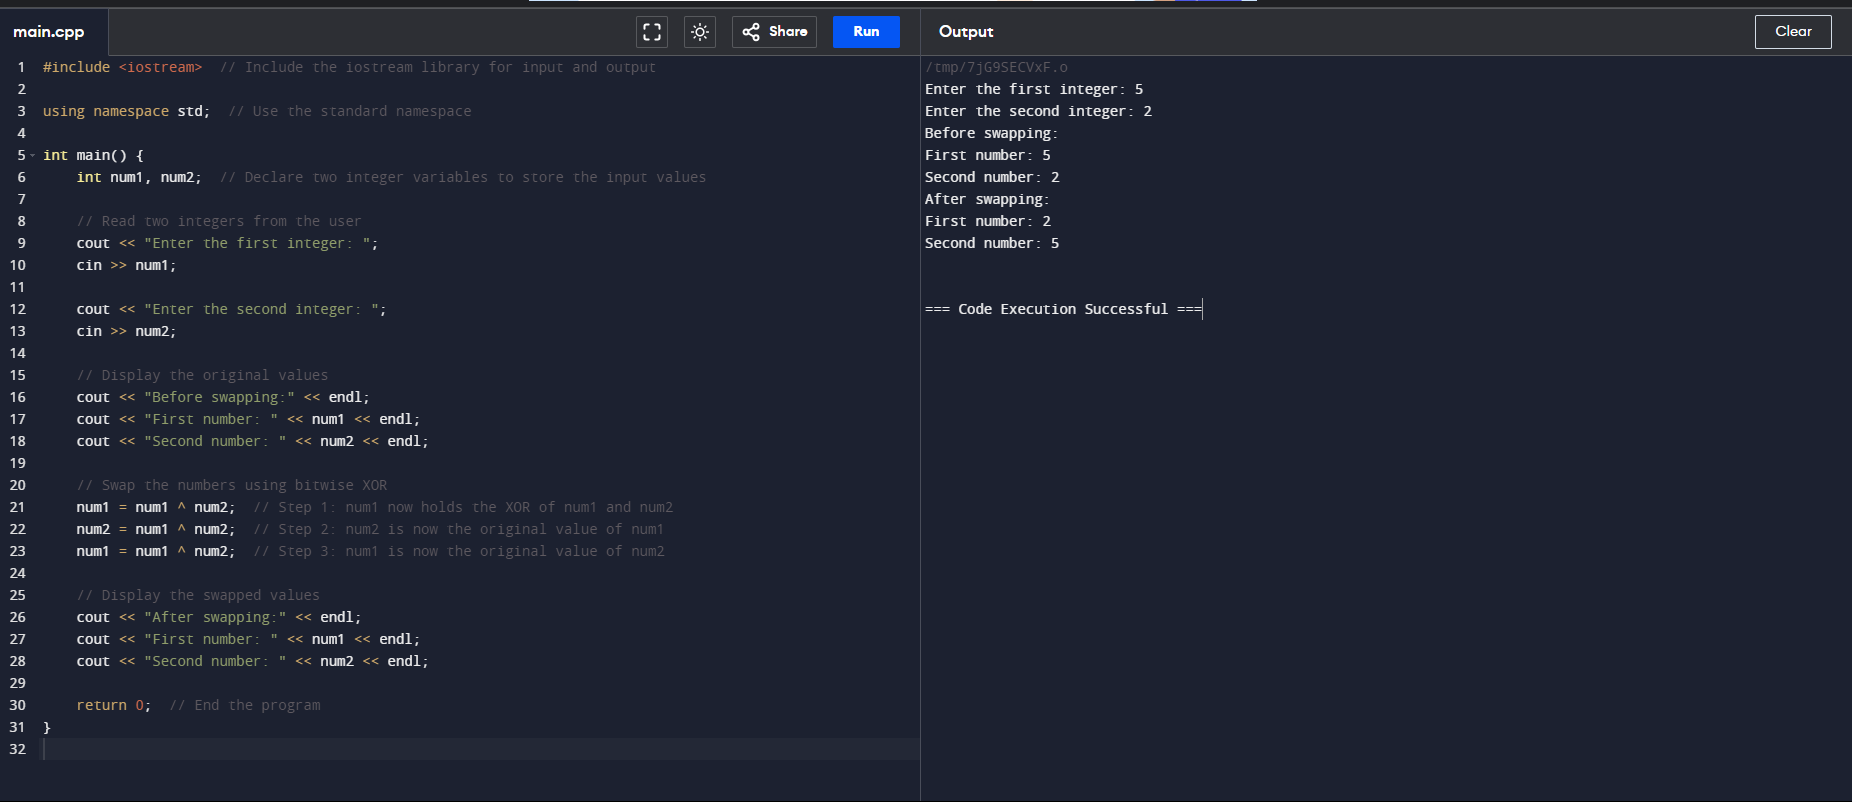 main.cpp
Share
Run
Output
Clear
1 #include <iostream>  // Include the iostream library for input and output
2
3 using namespace std;  // Use the standard namespace
4
5 int main() {
6     int num1, num2;  // Declare two integer variables to store the input values
7
8     // Read two integers from the user
9     cout << "Enter the first integer: ";
10     cin >> num1;
11
12     cout << "Enter the second integer: ";
13     cin >> num2;
14
15     // Display the original values
16     cout << "Before swapping:" << endl;
17     cout << "First number: " << num1 << endl;
18     cout << "Second number: " << num2 << endl;
19
20     // Swap the numbers using bitwise XOR
21     num1 = num1 ^ num2;  // Step 1: num1 now holds the XOR of num1 and num2
22     num2 = num1 ^ num2;  // Step 2: num2 is now the original value of num1
23     num1 = num1 ^ num2;  // Step 3: num1 is now the original value of num2
24
25     // Display the swapped values
26     cout << "After swapping:" << endl;
27     cout << "First number: " << num1 << endl;
28     cout << "Second number: " << num2 << endl;
29
30     return 0;  // End the program
31 }
32
/tmp/7jG9SECVxF.o
Enter the first integer: 5
Enter the second integer: 2
Before swapping:
First number: 5
Second number: 2
After swapping:
First number: 2
Second number: 5
=== Code Execution Successful ===